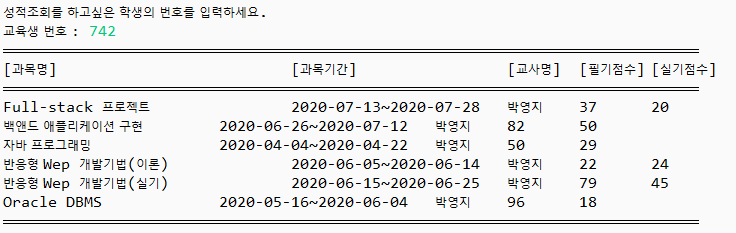 성적조회를 하고싶은 학생의 번호를 입력하세요.
교육생 번호 : 742
[과목명] [과목기간] [교사명] [필기점수] [실기점수]
Full-stack 프로젝트 2020-07-13~2020-07-28 박영지 37 20
백앤드 애플리케이션 구현 2020-06-26~2020-07-12 박영지 82 50
자바 프로그래밍 2020-04-04~2020-04-22 박영지 50 29
반응형 Wep 개발기법(이론) 2020-06-05~2020-06-14 박영지 22 24
반응형 Wep 개발기법(실기) 2020-06-15~2020-06-25 박영지 79 45
Oracle DBMS 2020-05-16~2020-06-04 박영지 96 18